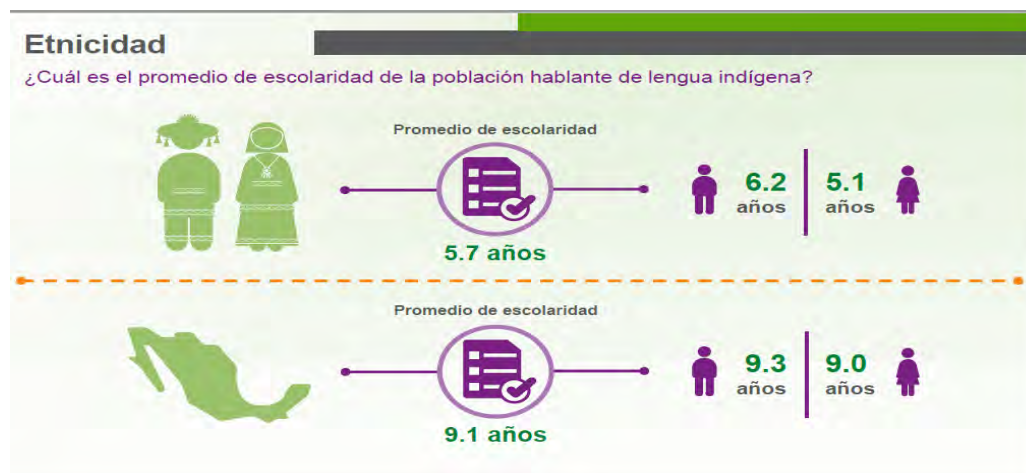 Etnicidad
¿Cuál es el promedio de escolaridad de la población hablante de lengua indígena?
Promedio de escolaridad
5.7 años
6.2 años
5.1 años
Promedio de escolaridad
9.1 años
9.3 años
9.0 años